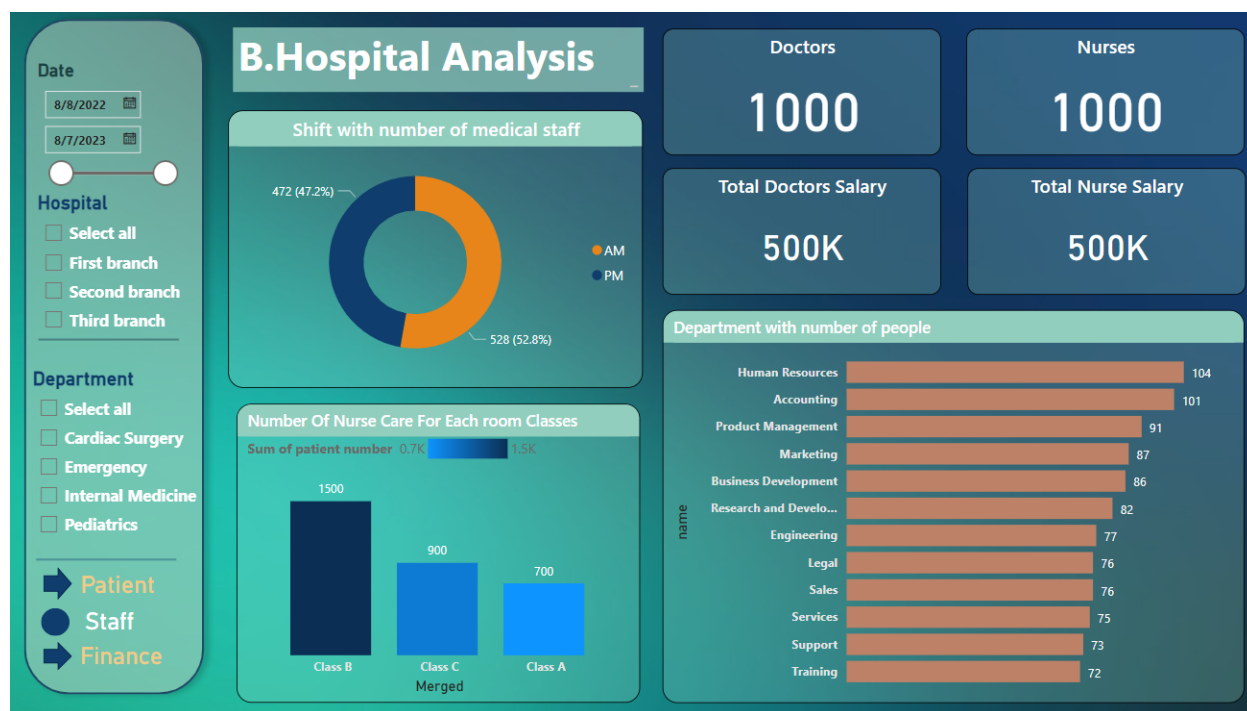 Date
8/8/2022
8/7/2023
Hospital
Select all
First branch
Second branch
Third branch
Department
Select all
Cardiac Surgery
Emergency
Internal Medicine
Pediatrics
Patient
Staff
Finance
B.Hospital Analysis
Shift with number of medical staff
472 (47.2%)
528 (52.8%)
AM
PM
Number Of Nurse Care For Each room Classes
Sum of patient number 0.7K 1.5K
1500
900
700
Class B Class C Class A
Merged
Doctors
1000
Nurses
1000
Total Doctors Salary
500K
Total Nurse Salary
500K
Department with number of people
name
Human Resources 104
Accounting 101
Product Management 91
Marketing 87
Business Development 86
Research and Develo... 82
Engineering 77
Legal 76
Sales 76
Services 75
Support 73
Training 72